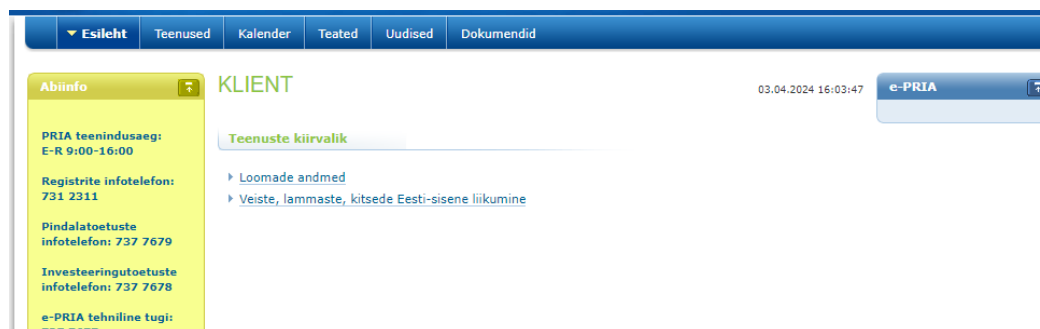 Esileht Teenused Kalender Teated Uudised Dokumendid
Abiinfo
PRIA teenindusaeg:
E-R 9:00-16:00
Registrite infotelefon:
731 2311
Pindalatoetuste
infotelefon: 737 7679
Investeeringutoetuste
infotelefon: 737 7678
e-PRIA tehniline tugi:
KLIENT
03.04.2024 16:03:47
Teenuste kiirvalik
Loomade andmed
Veiste, lammaste, kitsede Eesti-sisene liikumine
e-PRIA